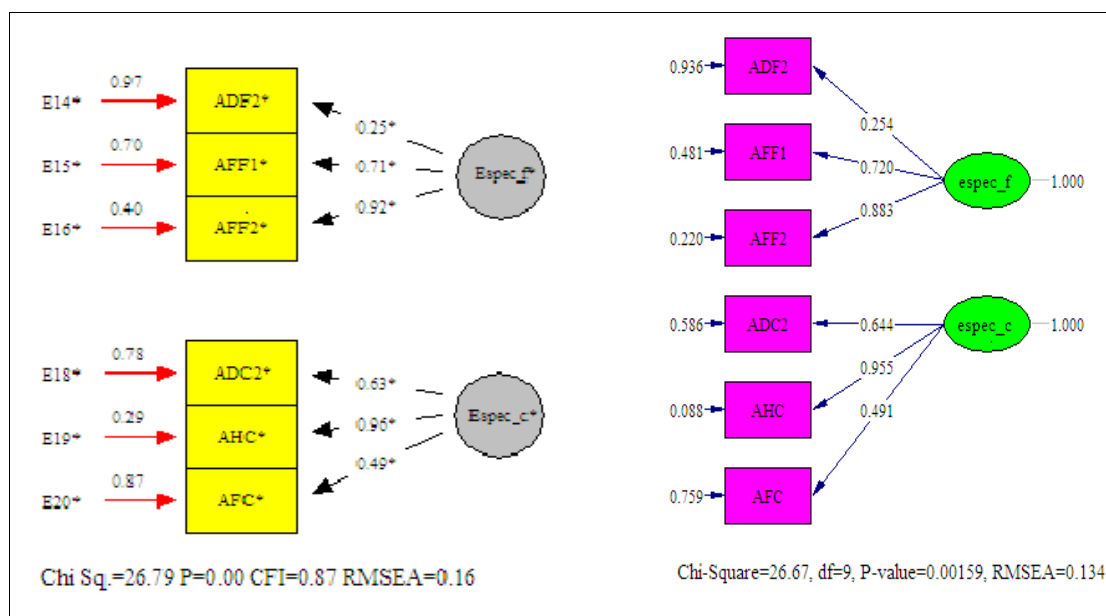 0.97
E14* ADF2*
0.25*
0.70
E15* AFF1* 0.71* Espec_f*
0.40
E16* AFF2* 0.92*
0.78
E18* ADC2*
0.63*
0.29
E19* AHC* 0.96* Espec_c*
0.49*
0.87
E20* AFC*
Chi Sq.=26.79 P=0.00 CFI=0.87 RMSEA=0.16
0.936 ADF2
0.254
0.481 AFF1 0.720
espec_f 1.000
0.883
0.220 AFF2
0.586 ADC2 0.644 espec_c 1.000
0.955
0.088 AHC 0.491
0.759 AFC
Chi-Square=26.67, df=9, P-value=0.00159, RMSEA=0.134